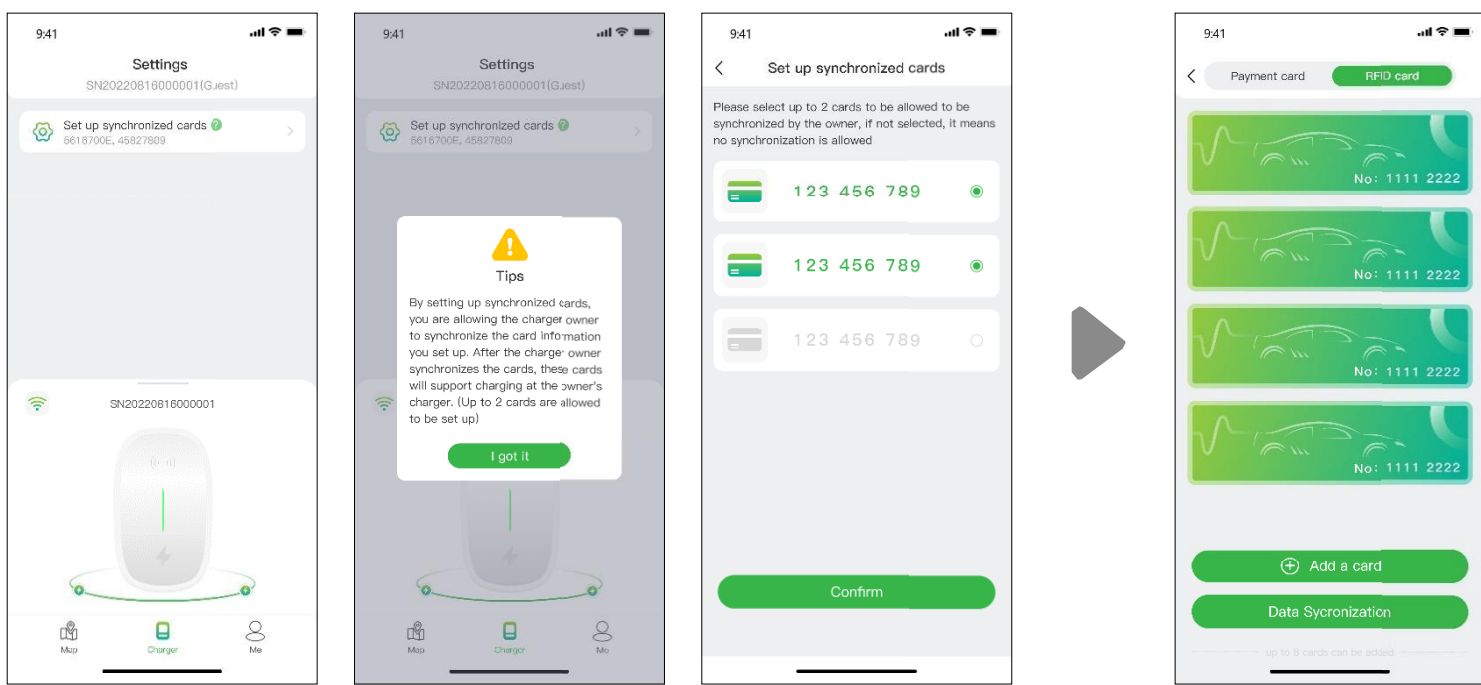 9:41
Settings
SN20220816000001(Guest)
Set up synchronized cards ?
5616700E, 45827809
SN20220816000001
Map
Charger
Me
9:41
Settings
SN20220816000001(Guest)
Set up synchronized cards ?
5616700E, 45827809
Tips
By setting up synchronized cards,
you are allowing the charger owner
to synchronize the card information
you set up. After the charger owner
synchronizes the cards, these cards
will support charging at the owner's
charger. (Up to 2 cards are allowed
to be set up)
I got it
Map
Charger
Me
9:41
Set up synchronized cards
Please select up to 2 cards to be allowed to be
synchronized by the owner, if not selected, it means
no synchronization is allowed
123 456 789
123 456 789
123 456 789
Confirm
9:41
Payment card
RFID card
No: 1111 2222
No: 1111 2222
No: 1111 2222
No: 1111 2222
Add a card
Data Sycronization
up to 8 cards can be added